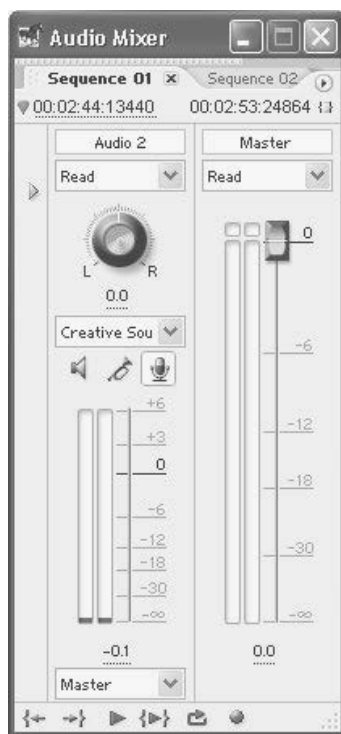 Audio Mixer
Sequence 01 x Sequence 02
00:02:44:13440 00:02:53:24864
Audio 2 Master
Read Read
L R
0.0
Creative Sou
+6
+3
0
-6
-12
-18
-30
-∞
-0.1
Master
0
-6
-12
-18
-30
-∞
0.0